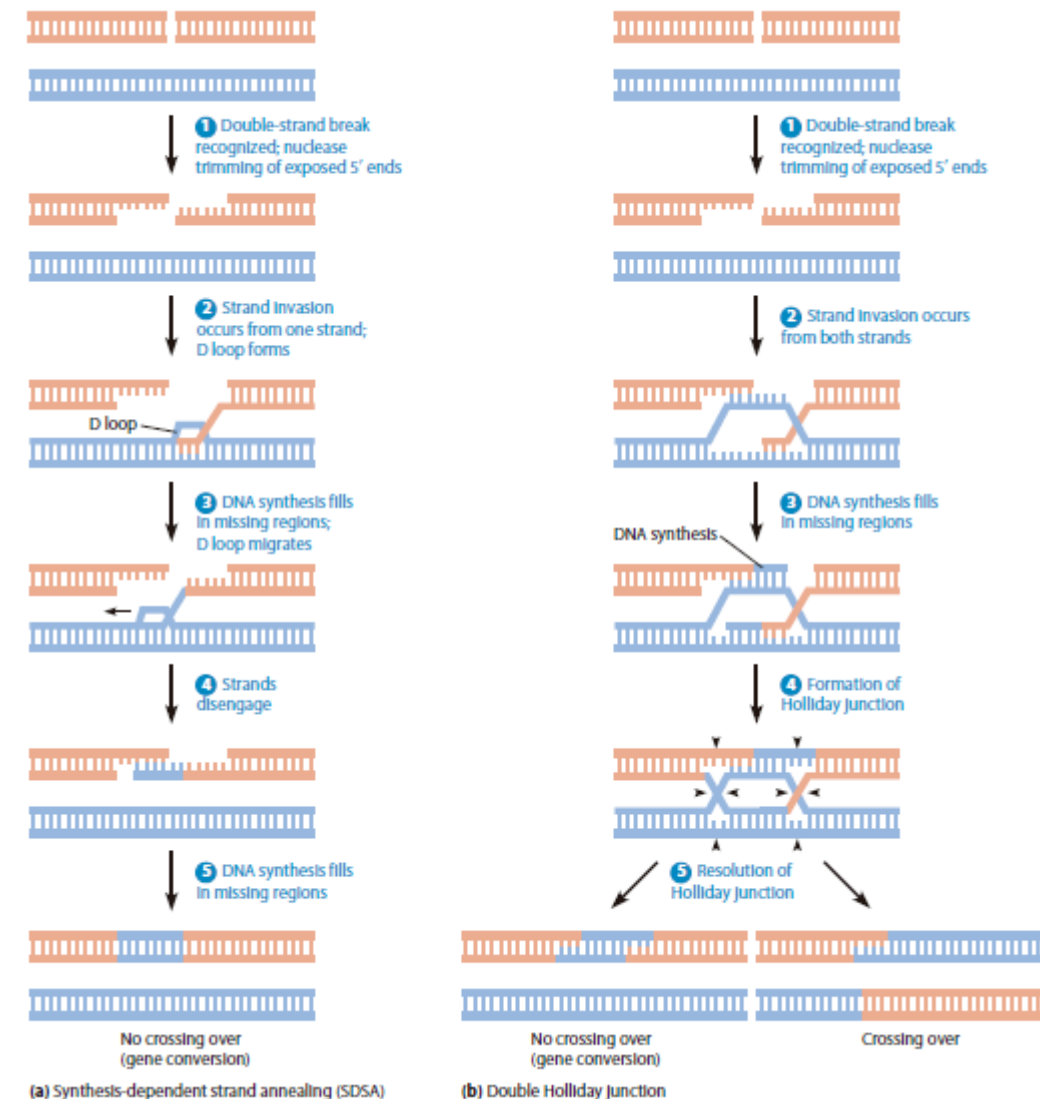 1 Double-strand break
recognized; nuclease
trimming of exposed 5′ ends
2 Strand invasion
occurs from one strand;
D loop forms
D loop
3 DNA synthesis fills
in missing regions;
D loop migrates
4 Strands
disengage
5 DNA synthesis fills
in missing regions
No crossing over
(gene conversion)
(a) Synthesis-dependent strand annealing (SDSA)
1 Double-strand break
recognized; nuclease
trimming of exposed 5′ ends
2 Strand invasion occurs
from both strands
3 DNA synthesis fills
in missing regions
DNA synthesis
4 Formation of
Holliday junction
5 Resolution of
Holliday junction
No crossing over
(gene conversion)
Crossing over
(b) Double Holliday junction